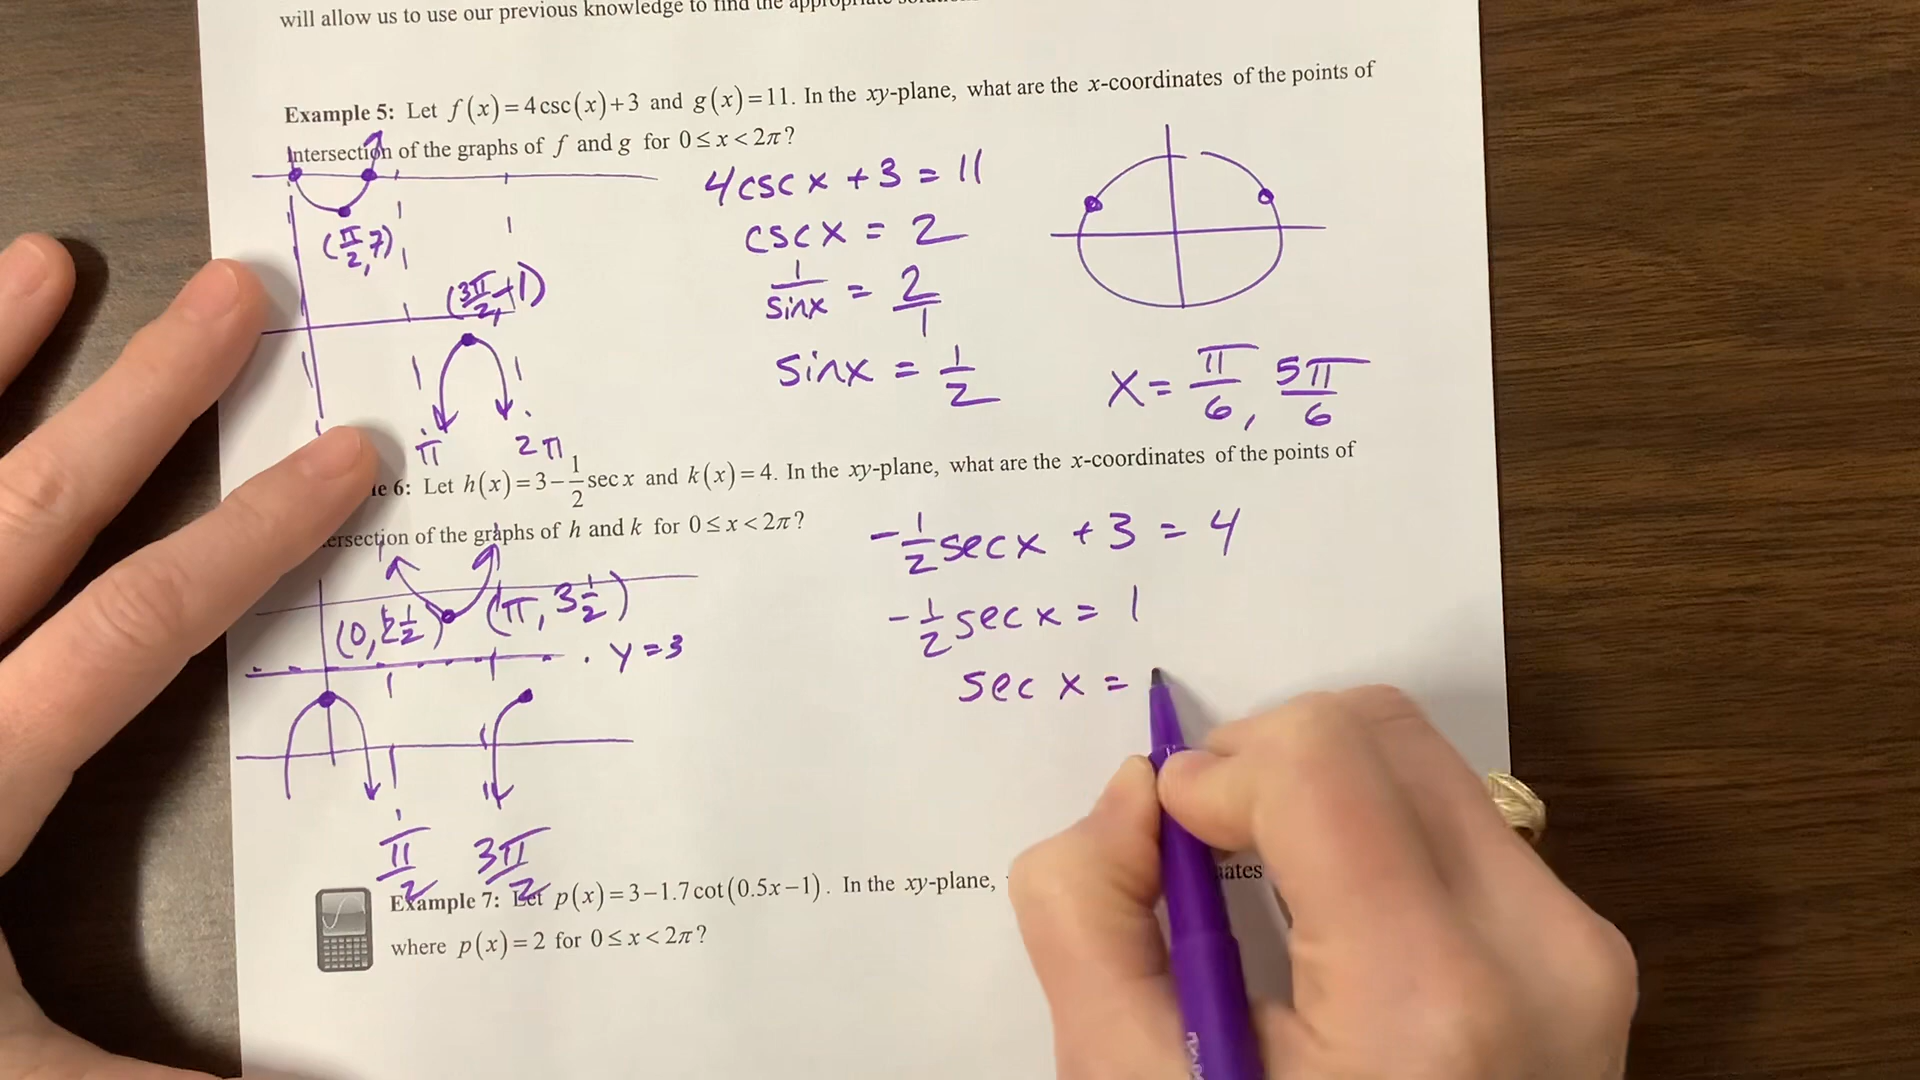 will allow us to use our previous knowledge to find the appropriate
Example 5: Let f(x)=4csc(x)+3 and g(x)=11. In the xy-plane, what are the x-coordinates of the points of
intersection of the graphs of f and g for 0≤x<2π?
4cscx+3=11
cscx=2
1/sinx=2/1
sinx=1/2
x=π/6, 5π/6
(π/2, 7)
(3π/2, -1)
π
2π
le 6: Let h(x)=3-1/2 sec x and k(x)=4. In the xy-plane, what are the x-coordinates of the points of
ersection of the graphs of h and k for 0≤x<2π?
-1/2 sec x+3=4
-1/2 sec x=1
sec x=
(0, 2 1/2)
(π, 3 1/2)
y=3
π/2
3π/2
Example 7: Let p(x)=3-1.7cot(0.5x-1). In the xy-plane,
where p(x)=2 for 0≤x<2π?